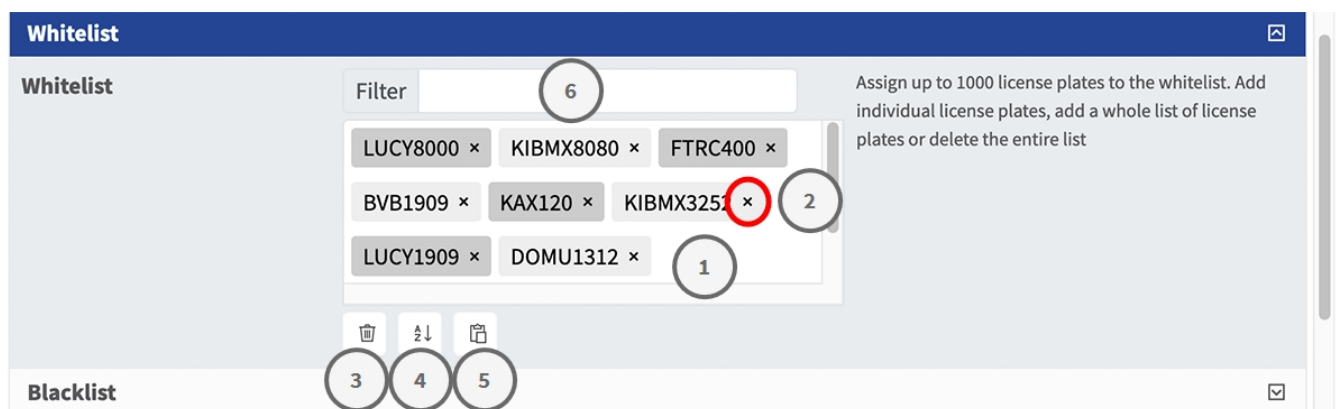 Whitelist
Whitelist
Filter 6
Assign up to 1000 license plates to the whitelist. Add
individual license plates, add a whole list of license
plates or delete the entire list
LUCY8000 × KIBMX8080 × FTRC400 ×
BVB1909 × KAX120 × KIBMX3252 × 2
LUCY1909 × DOMU1312 × 1
3 4 5
Blacklist